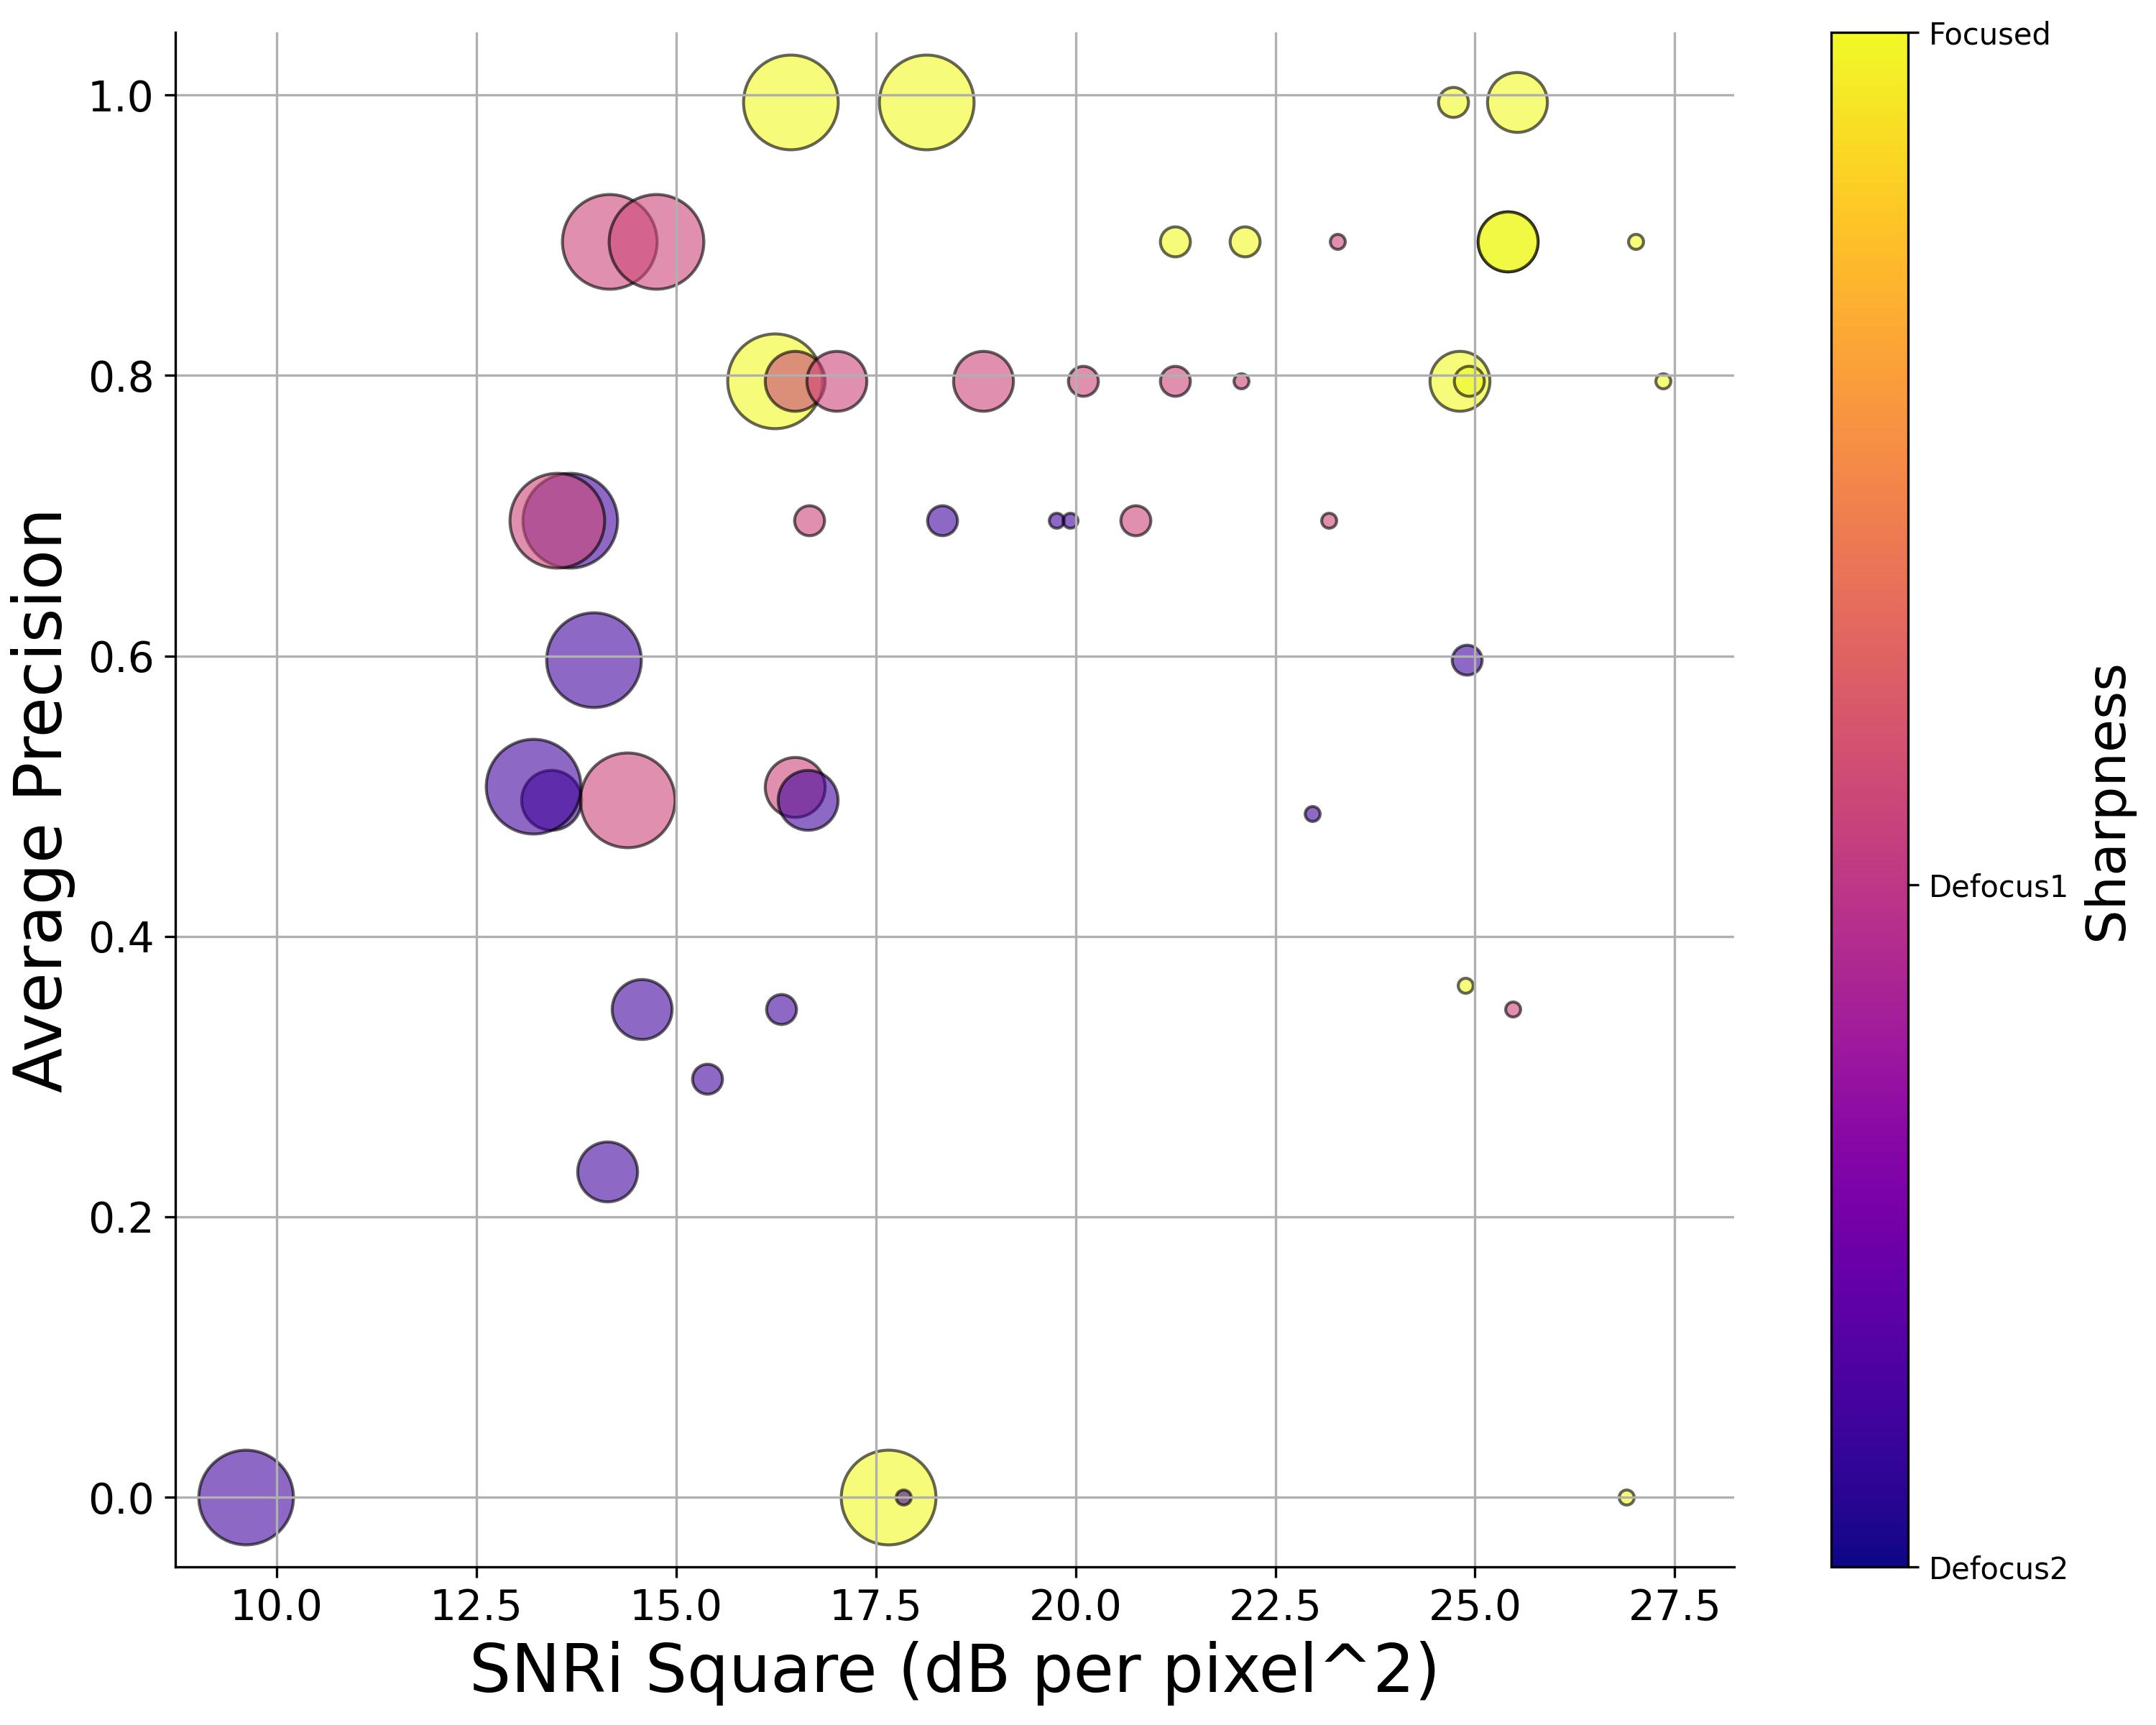 Average Precision
1.0
0.8
0.6
0.4
0.2
0.0
10.0 12.5 15.0 17.5 20.0 22.5 25.0 27.5
SNRi Square (dB per pixel^2)
Focused
Defocus1
Defocus2
Sharpness